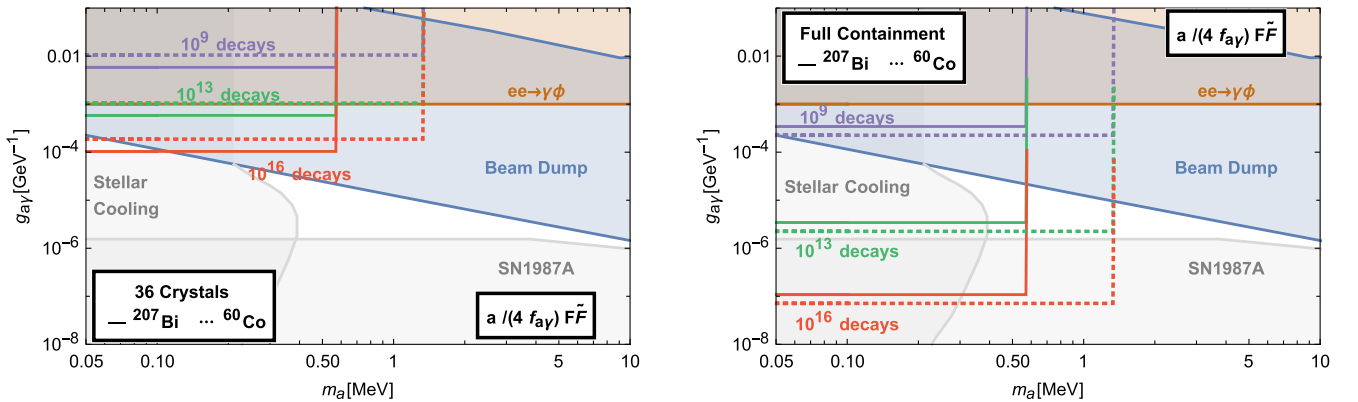 10⁹ decays
0.01
10¹³ decays
ee→γϕ
10⁻⁴
10¹⁶ decays
Beam Dump
Stellar
Cooling
10⁻⁶
SN1987A
36 Crystals
— ²⁰⁷Bi ··· ⁶⁰Co
a /(4 f_aγ) FF̃
10⁻⁸
0.05 0.10 0.50 1 5 10
m_a[MeV]
g_aγ[GeV⁻¹]
Full Containment
— ²⁰⁷Bi ··· ⁶⁰Co
a /(4 f_aγ) FF̃
0.01
ee→γϕ
10⁹ decays
10⁻⁴
Beam Dump
Stellar Cooling
10⁻⁶
10¹³ decays
SN1987A
10¹⁶ decays
10⁻⁸
0.05 0.10 0.50 1 5 10
m_a[MeV]
g_aγ[GeV⁻¹]